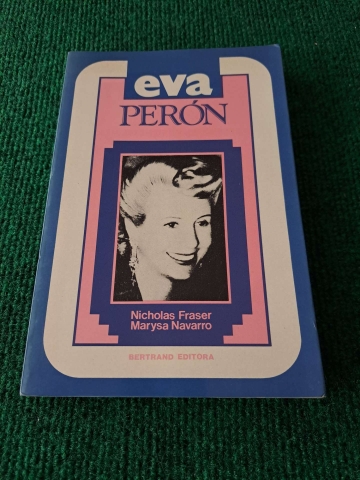 eva
PERÓN
Nicholas Fraser
Marysa Navarro
BERTRAND EDITORA